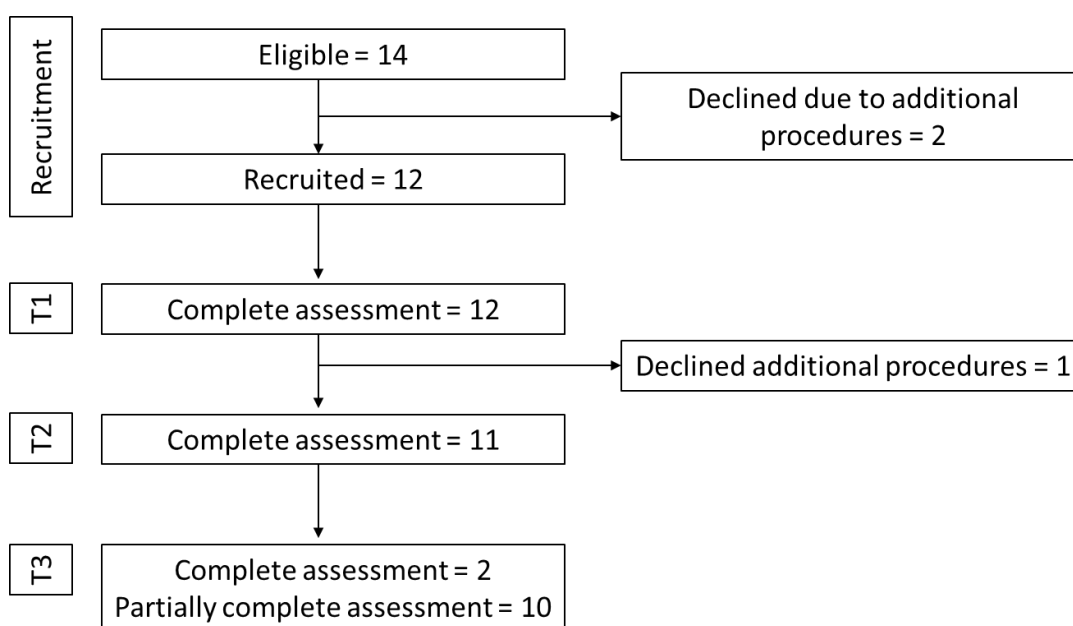 Recruitment
Eligible = 14
Declined due to additional
procedures = 2
Recruited = 12
T1
Complete assessment = 12
Declined additional procedures = 1
T2
Complete assessment = 11
T3
Complete assessment = 2
Partially complete assessment = 10